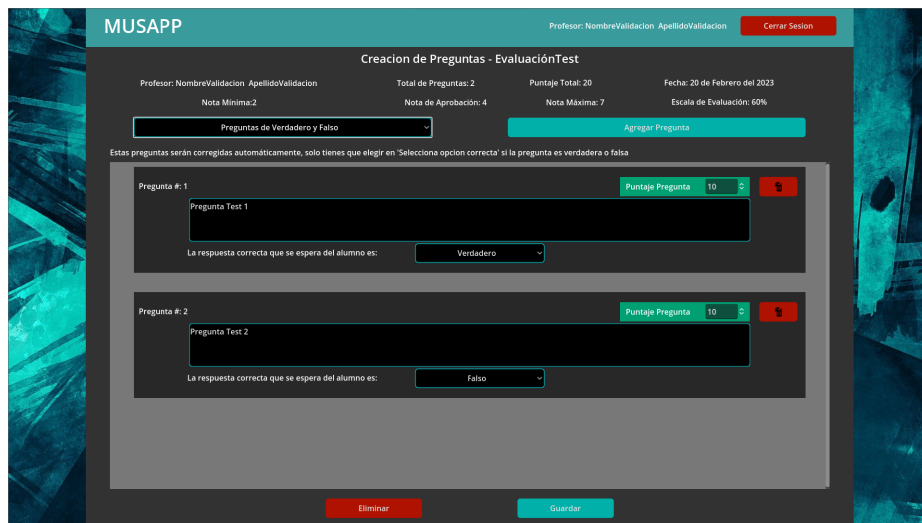 MUSAPP
Profesor: NombreValidacion ApellidoValidacion
Cerrar Sesion
Creacion de Preguntas - EvaluaciónTest
Profesor: NombreValidacion ApellidoValidacion
Total de Preguntas: 2
Puntaje Total: 20
Fecha: 20 de Febrero del 2023
Nota Mínima:2
Nota de Aprobación: 4
Nota Máxima: 7
Escala de Evaluación: 60%
Preguntas de Verdadero y Falso
Agregar Pregunta
Estas preguntas serán corregidas automáticamente, solo tienes que elegir en 'Selecciona opcion correcta' si la pregunta es verdadera o falsa
Pregunta #: 1
Puntaje Pregunta 10
Pregunta Test 1
La respuesta correcta que se espera del alumno es:
Verdadero
Pregunta #: 2
Puntaje Pregunta 10
Pregunta Test 2
La respuesta correcta que se espera del alumno es:
Falso
Eliminar
Guardar